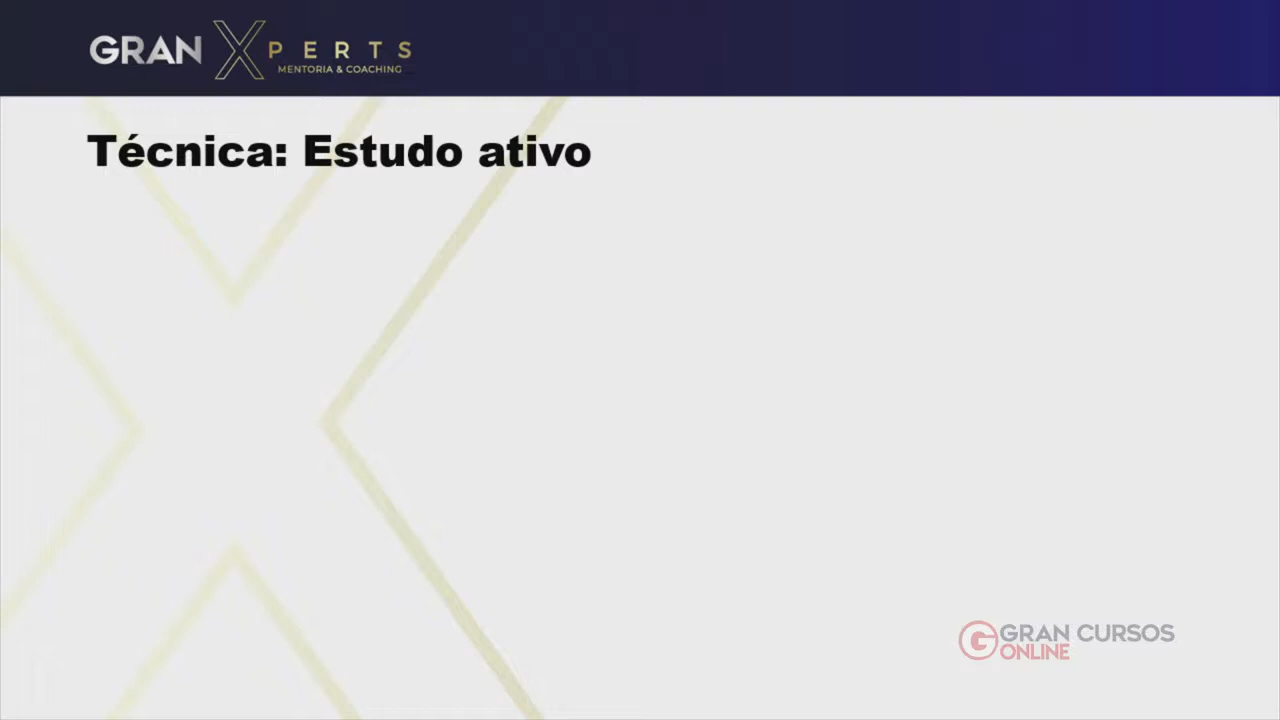 GRAN XPERTS
MENTORIA & COACHING
Técnica: Estudo ativo
GRAN CURSOS
ONLINE